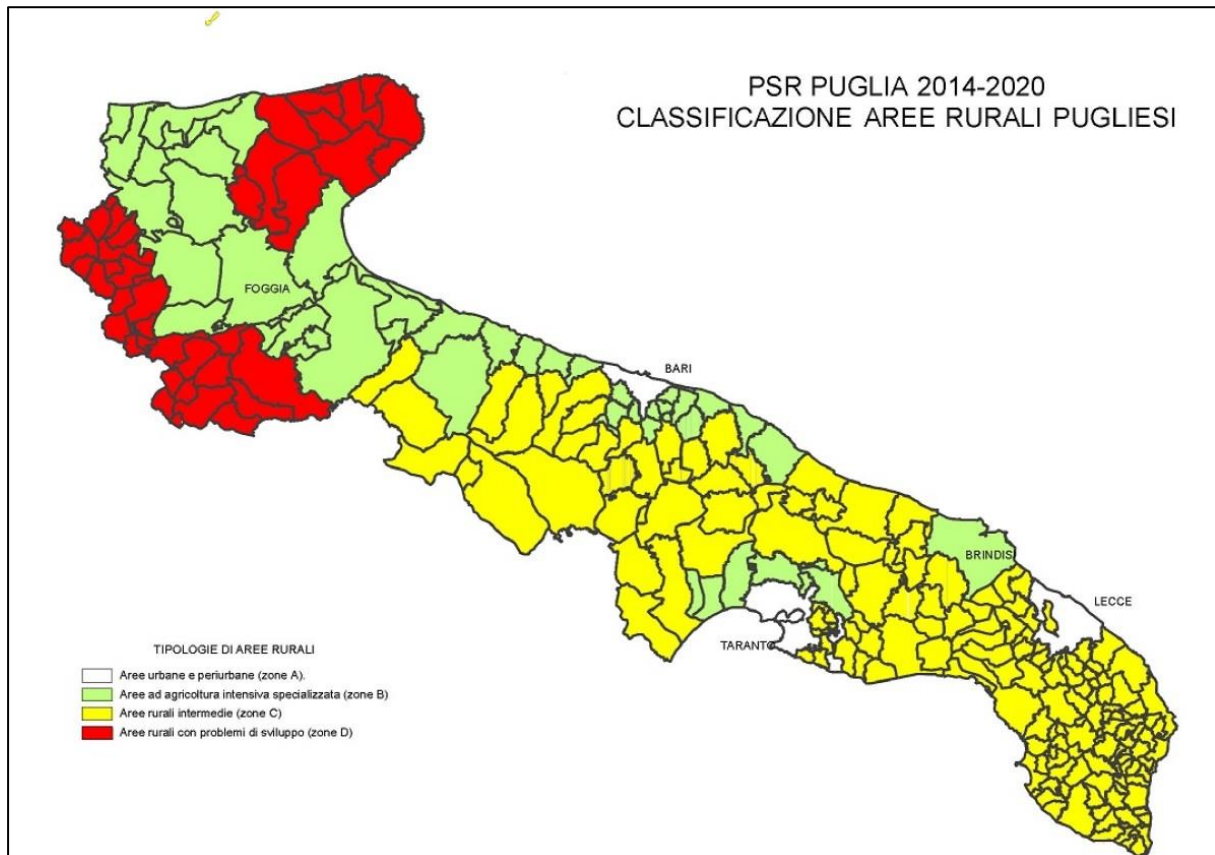 PSR PUGLIA 2014-2020
CLASSIFICAZIONE AREE RURALI PUGLIESI
FOGGIA
BARI
BRINDISI
LECCE
TARANTO
TIPOLOGIE DI AREE RURALI
Aree urbane e periurbane (zone A).
Aree ad agricoltura intensiva specializzata (zone B)
Aree rurali intermedie (zone C)
Aree rurali con problemi di sviluppo (zone D)